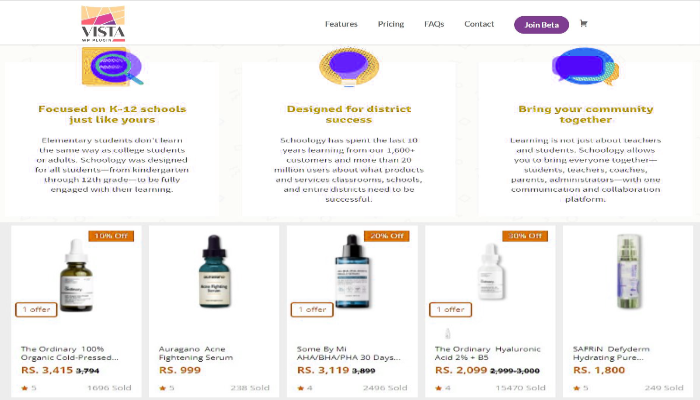 VISTA
WP PLUGIN
Features
Pricing
FAQs
Contact
Join Beta
Focused on K-12 schools
just like yours
Elementary students don't learn
the same way as college students
or adults. Schoology was designed
for all students—from kindergarten
through 12th grade—to be fully
engaged with their learning.
Designed for district
success
Schoology has spent the last 10
years learning from our 1,600+
customers and more than 20
million users about what products
and services classrooms, schools,
and entire districts need to be
successful.
Bring your community
together
Learning is not just about teachers
and students. Schoology allows
you to bring everyone together—
students, teachers, coaches,
parents, administrators—with one
communication and collaboration
platform.
10% Off
1 offer
The Ordinary 100%
Organic Cold-Pressed...
RS. 3,415 3,794
5
1696 Sold
Auragano Acne
Fightening Serum
RS. 999
5
238 Sold
20% Off
1 offer
Some By Mi
AHA/BHA/PHA 30 Days...
RS. 3,119 3,899
4
2496 Sold
30% Off
1 offer
The Ordinary Hyaluronic
Acid 2% + B5
RS. 2,099 2,999-3,000
4
15470 Sold
SAFRiN Defyderm
Hydrating Pure...
RS. 1,800
5
249 Sold